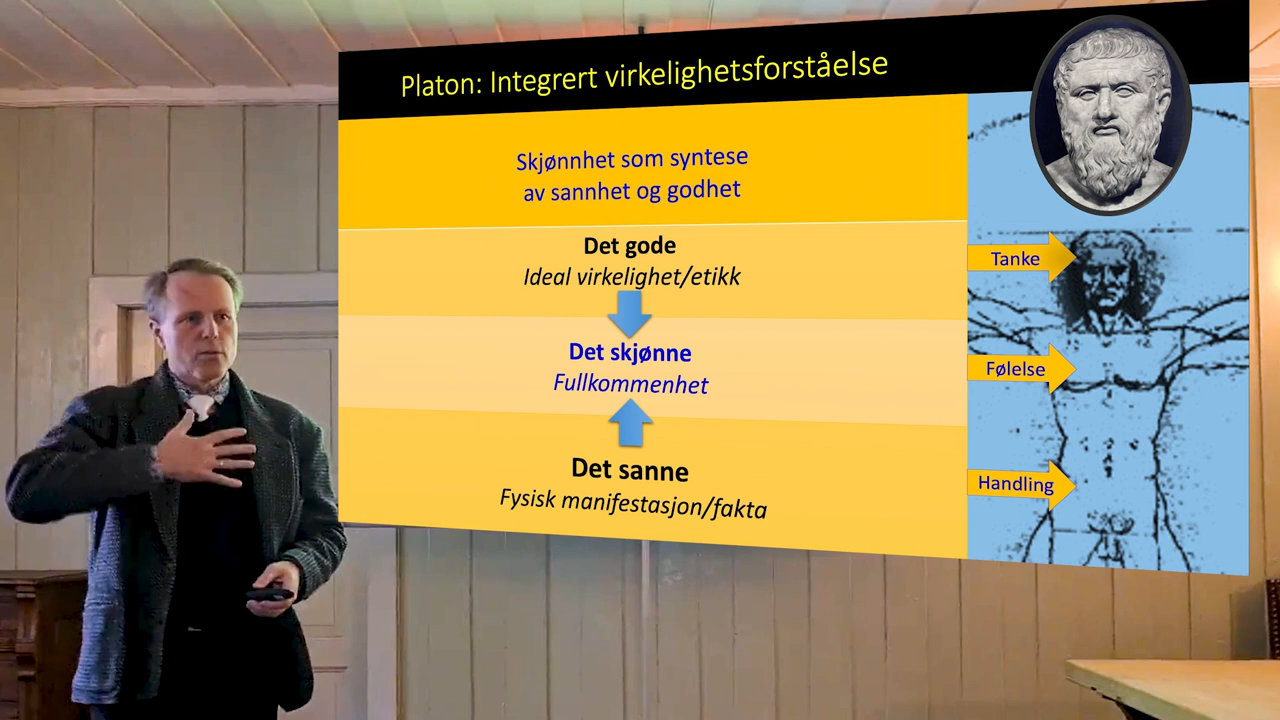 Platon: Integrert virkelighetsforståelse
Skjønnhet som syntese
av sannhet og godhet
Det gode
Ideal virkelighet/etikk
Det skjønne
Fullkommenhet
Det sanne
Fysisk manifestasjon/fakta
Tanke
Følelse
Handling